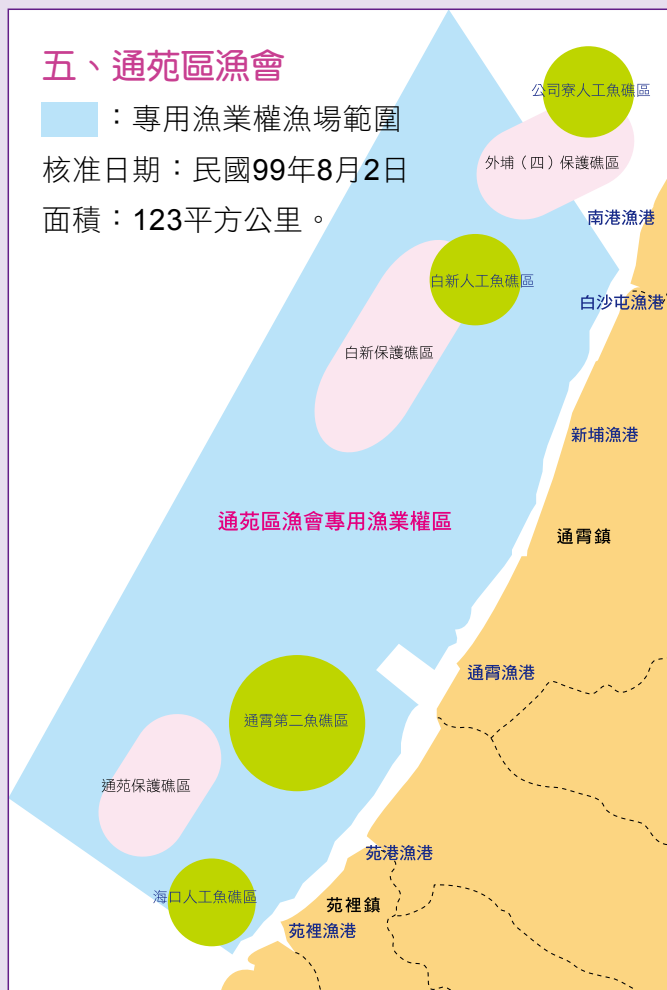 五、通苑區漁會
：專用漁業權漁場範圍
核准日期：民國99年8月2日
面積：123平方公里。
公司寮人工魚礁區
外埔（四）保護礁區
南港漁港
白新人工魚礁區
白沙屯漁港
白新保護礁區
新埔漁港
通苑區漁會專用漁業權區
通霄鎮
通霄漁港
通霄第二魚礁區
通苑保護礁區
苑港漁港
海口人工魚礁區
苑裡鎮
苑裡漁港